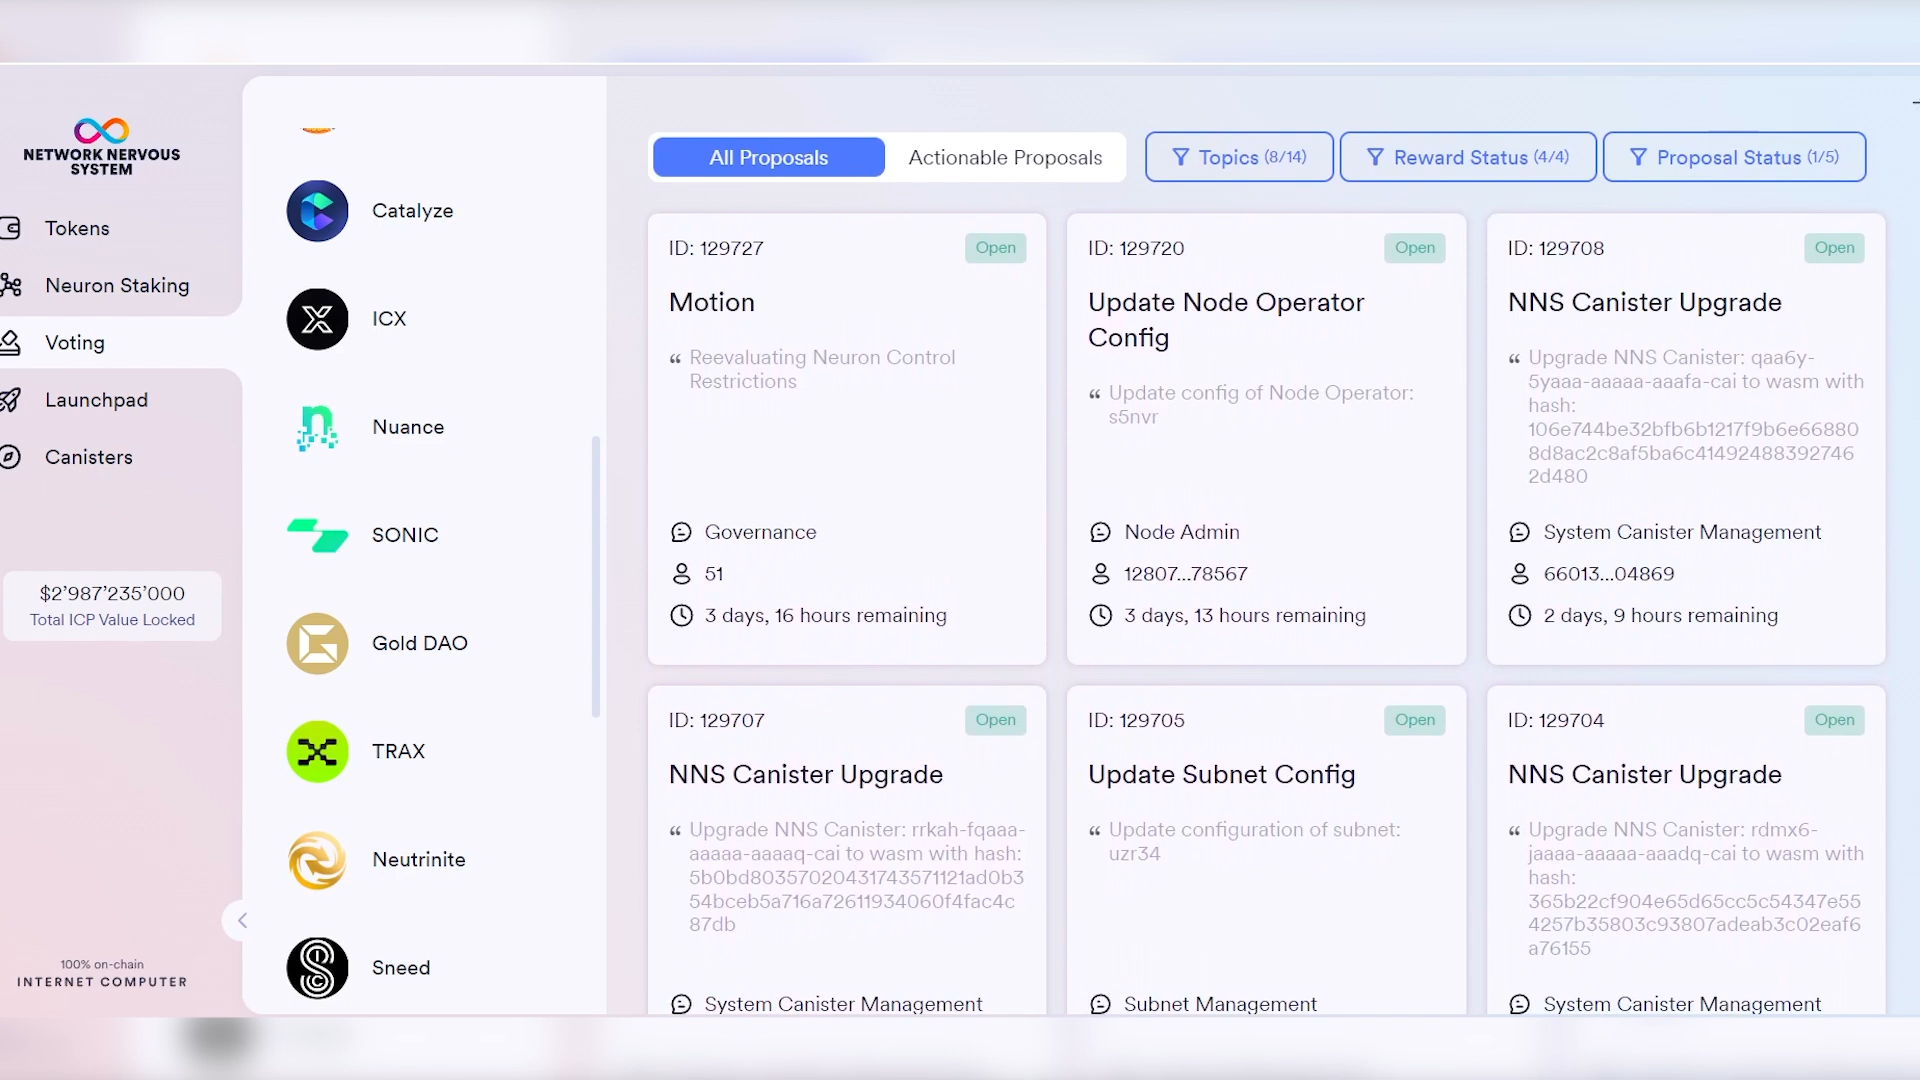 NETWORK NERVOUS
SYSTEM
Tokens
Neuron Staking
Voting
Launchpad
Canisters
$2’987’235’000
Total ICP Value Locked
100% on-chain
INTERNET COMPUTER
Catalyze
ICX
Nuance
SONIC
Gold DAO
TRAX
Neutrinite
Sneed
All Proposals
Actionable Proposals
Topics (8/14)
Reward Status (4/4)
Proposal Status (1/5)
ID: 129727
Open
Motion
“ Reevaluating Neuron Control
Restrictions
Governance
51
3 days, 16 hours remaining
ID: 129720
Open
Update Node Operator
Config
“ Update config of Node Operator:
s5nvr
Node Admin
12807...78567
3 days, 13 hours remaining
ID: 129708
Open
NNS Canister Upgrade
“ Upgrade NNS Canister: qaa6y-
5yaaa-aaaaa-aaafa-cai to wasm with
hash:
106e744be32bfb6b1217f9b6e66880
8d8ac2c8af5ba6c41492488392746
2d480
System Canister Management
66013...04869
2 days, 9 hours remaining
ID: 129707
Open
NNS Canister Upgrade
“ Upgrade NNS Canister: rrkah-fqaaa-
aaaaa-aaaaq-cai to wasm with hash:
5b0bd80357020431743571121ad0b3
54bceb5a716a72611934060f4fac4c
87db
System Canister Management
ID: 129705
Open
Update Subnet Config
“ Update configuration of subnet:
uzr34
Subnet Management
ID: 129704
Open
NNS Canister Upgrade
“ Upgrade NNS Canister: rdmx6-
jaaaa-aaaaa-aaadq-cai to wasm with
hash:
365b22cf904e65d65cc5c54347e55
4257b35803c93807adeab3c02eaf6
a76155
System Canister Management